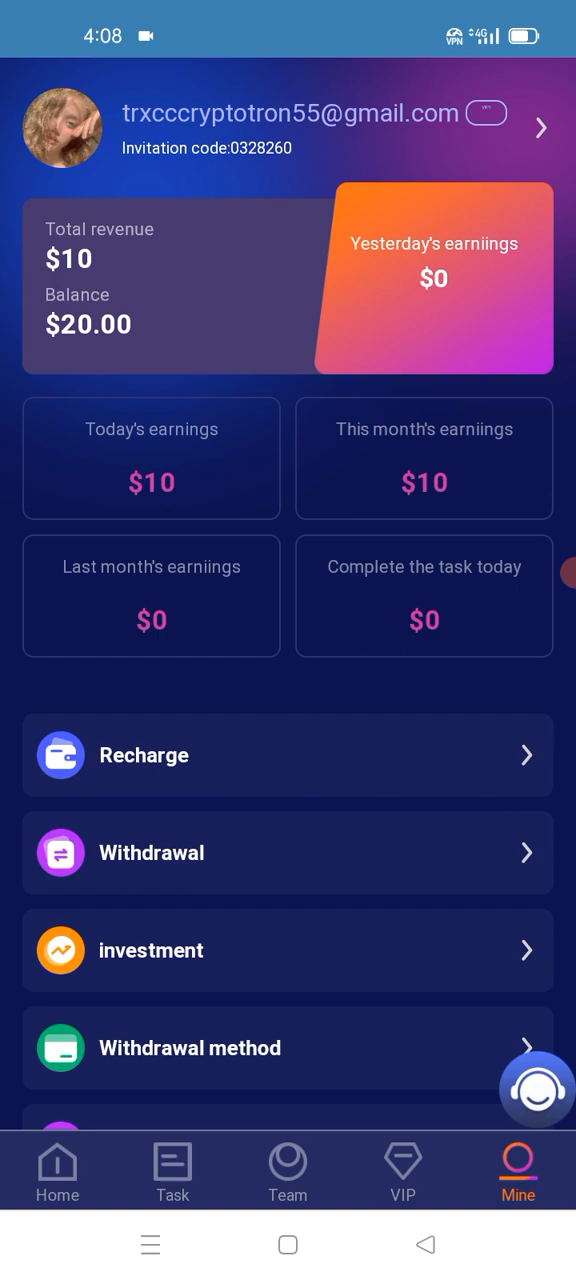 4:08
VPN 4G
trxcccryptotron55@gmail.com
Invitation code:0328260
Total revenue
$10
Balance
$20.00
Yesterday's earniings
$0
Today's earnings
$10
This month's earniings
$10
Last month's earniings
$0
Complete the task today
$0
Recharge
Withdrawal
investment
Withdrawal method
Home
Task
Team
VIP
Mine